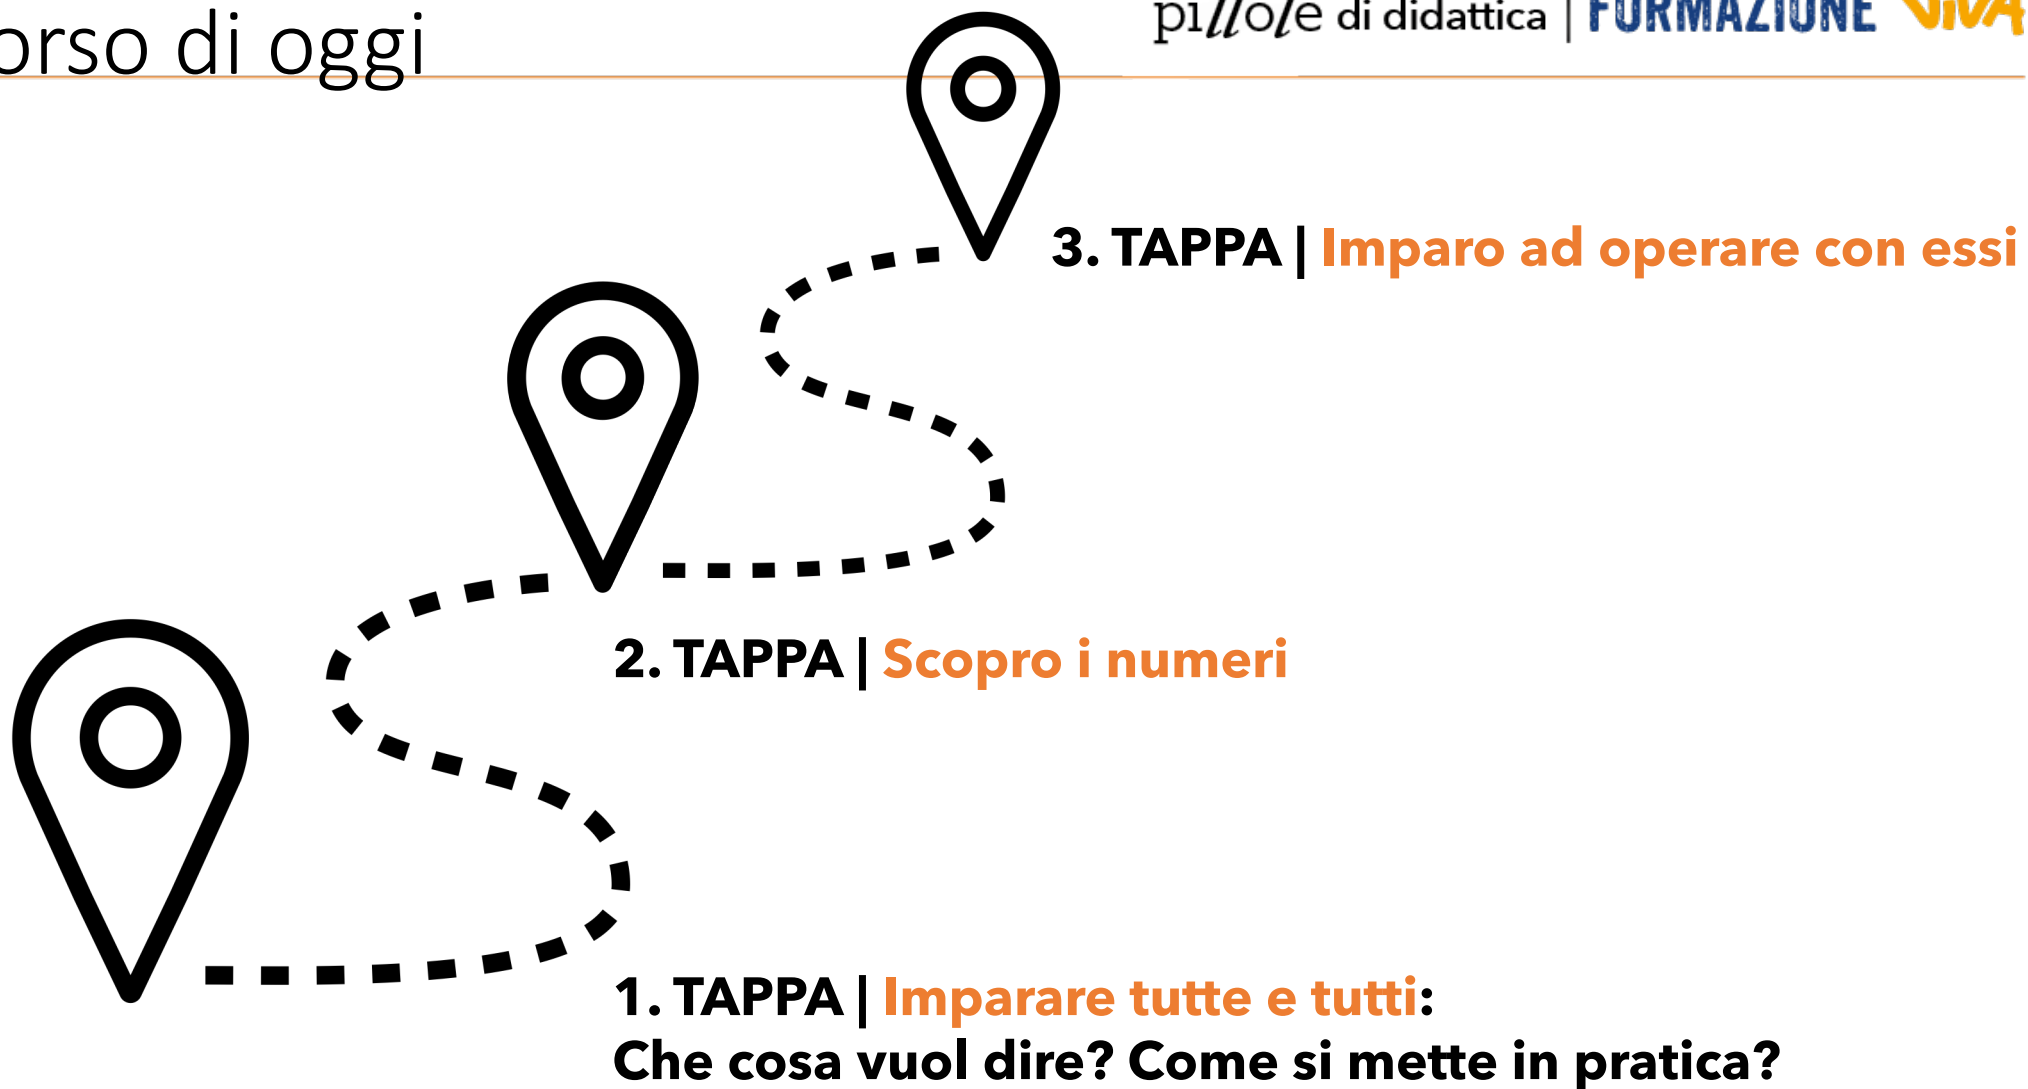 orso di oggi
pillole di didattica | FORMAZIONE VIVA
3. TAPPA | Imparo ad operare con essi
2. TAPPA | Scopro i numeri
1. TAPPA | Imparare tutte e tutti:
Che cosa vuol dire? Come si mette in pratica?